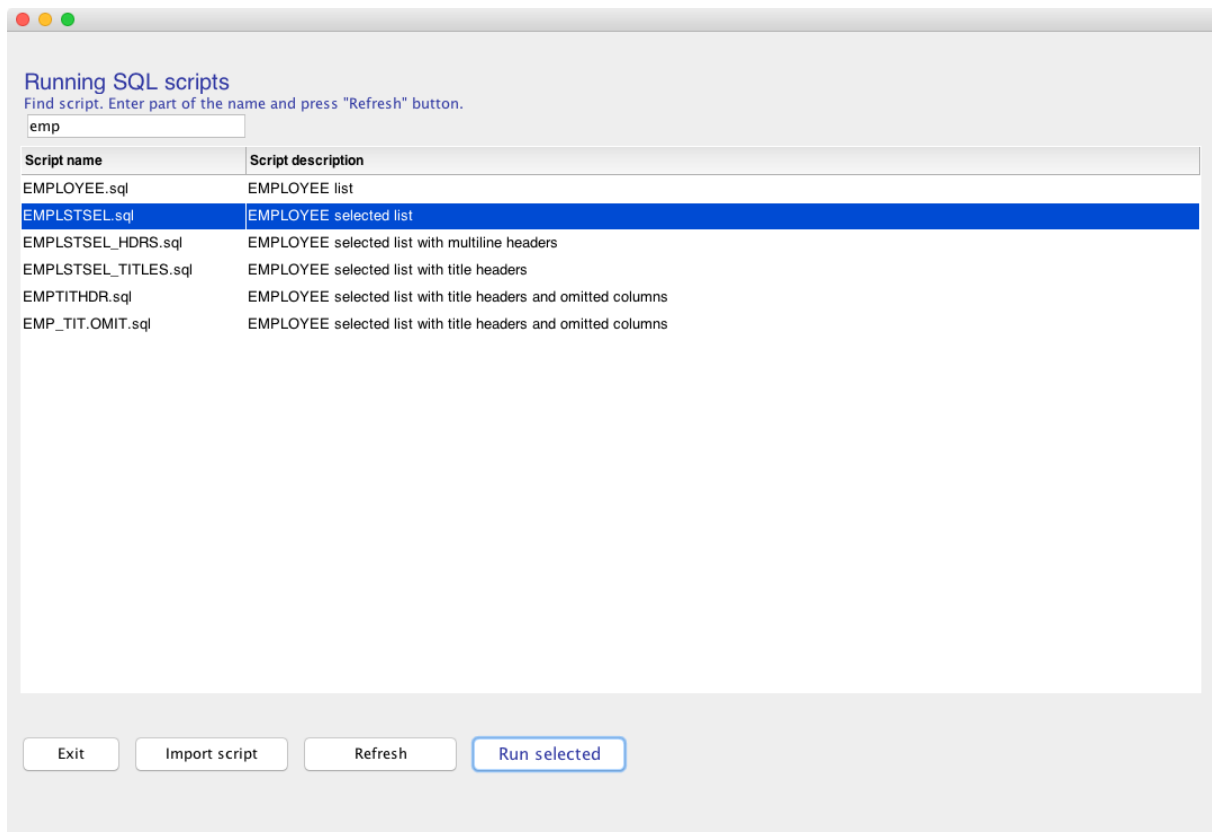 Running SQL scripts
Find script. Enter part of the name and press "Refresh" button.
emp
Script name Script description
EMPLOYEE.sql EMPLOYEE list
EMPLSTSEL.sql EMPLOYEE selected list
EMPLSTSEL_HDRS.sql EMPLOYEE selected list with multiline headers
EMPLSTSEL_TITLES.sql EMPLOYEE selected list with title headers
EMPTITHDR.sql EMPLOYEE selected list with title headers and omitted columns
EMP_TIT.OMIT.sql EMPLOYEE selected list with title headers and omitted columns
Exit Import script Refresh Run selected